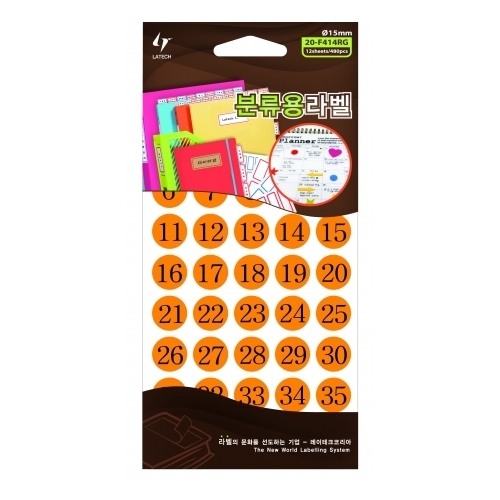 LATECH
Ø15mm
20-F414RG
12sheets/480pcs
분류용라벨
Planner
11 12 13 14 15
16 17 18 19 20
21 22 23 24 25
26 27 28 29 30
33 34 35
라벨의 문화를 선도하는 기업 - 레이테크코리아
The New World Labelling System